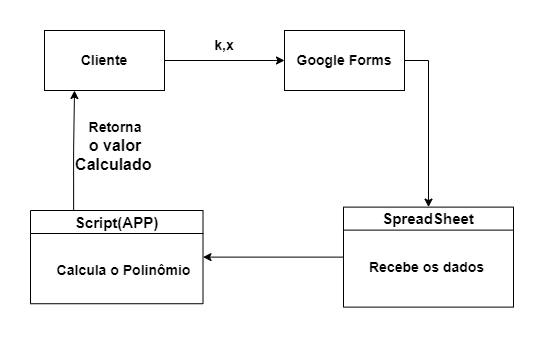 Cliente
k,x
Google Forms
Retorna
o valor
Calculado
Script(APP)
Calcula o Polinômio
SpreadSheet
Recebe os dados